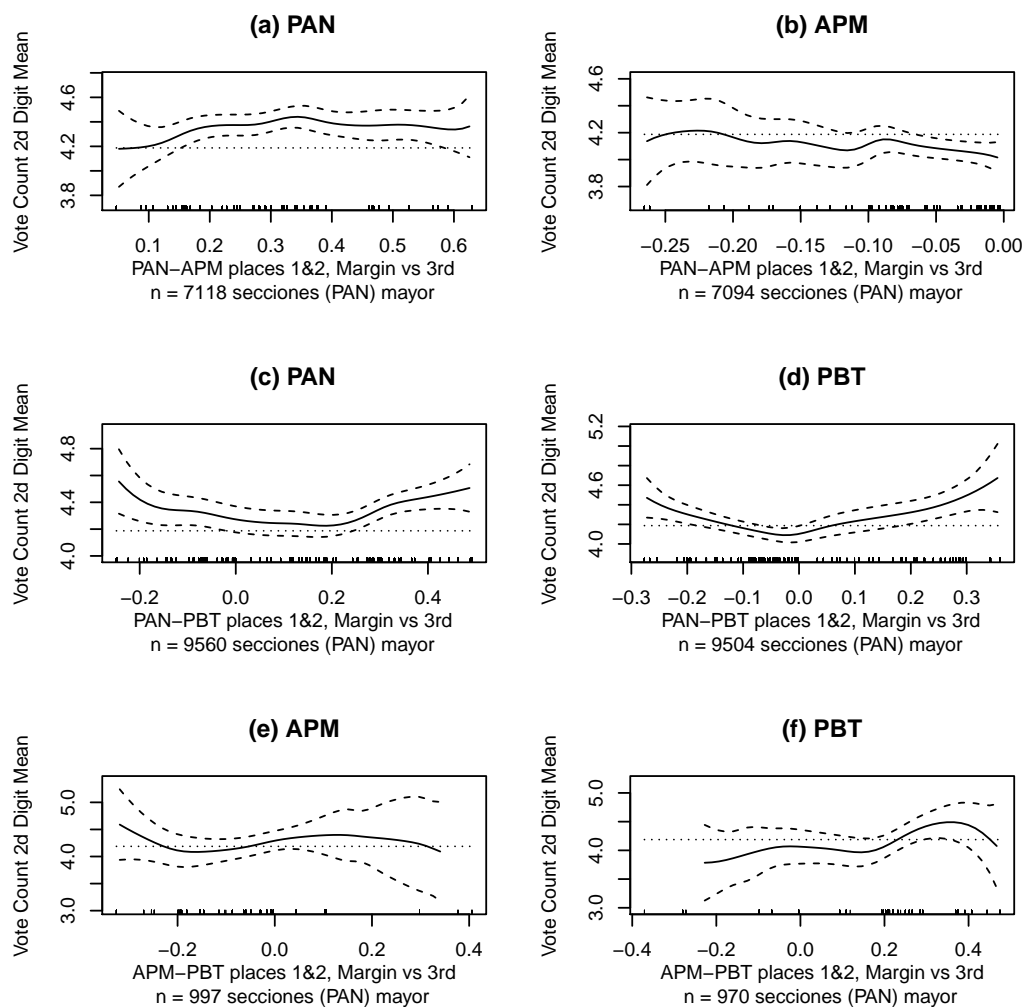 (a) PAN
Vote Count 2d Digit Mean
3.8 4.2 4.6
0.1 0.2 0.3 0.4 0.5 0.6
PAN−APM places 1&2, Margin vs 3rd
n = 7118 secciones (PAN) mayor
(b) APM
Vote Count 2d Digit Mean
3.8 4.2 4.6
−0.25 −0.20 −0.15 −0.10 −0.05 0.00
PAN−APM places 1&2, Margin vs 3rd
n = 7094 secciones (PAN) mayor
(c) PAN
Vote Count 2d Digit Mean
4.0 4.4 4.8
−0.2 0.0 0.2 0.4
PAN−PBT places 1&2, Margin vs 3rd
n = 9560 secciones (PAN) mayor
(d) PBT
Vote Count 2d Digit Mean
4.0 4.6 5.2
−0.3 −0.2 −0.1 0.0 0.1 0.2 0.3
PAN−PBT places 1&2, Margin vs 3rd
n = 9504 secciones (PAN) mayor
(e) APM
Vote Count 2d Digit Mean
3.0 4.0 5.0
−0.2 0.0 0.2 0.4
APM−PBT places 1&2, Margin vs 3rd
n = 997 secciones (PAN) mayor
(f) PBT
Vote Count 2d Digit Mean
3.0 4.0 5.0
−0.4 −0.2 0.0 0.2 0.4
APM−PBT places 1&2, Margin vs 3rd
n = 970 secciones (PAN) mayor